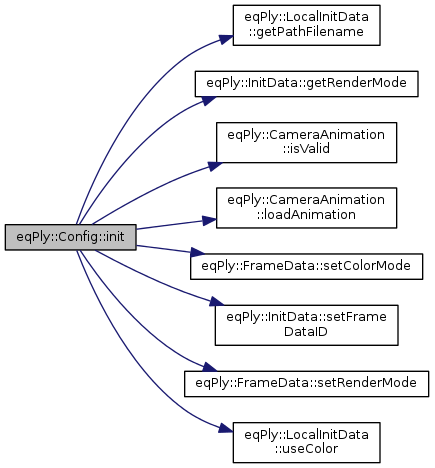 eqPly::LocalInitData
::getPathFilename
eqPly::InitData::getRenderMode
eqPly::CameraAnimation
::isValid
eqPly::CameraAnimation
::loadAnimation
eqPly::Config::init
eqPly::FrameData::setColorMode
eqPly::InitData::setFrame
DataID
eqPly::FrameData::setRenderMode
eqPly::LocalInitData
::useColor